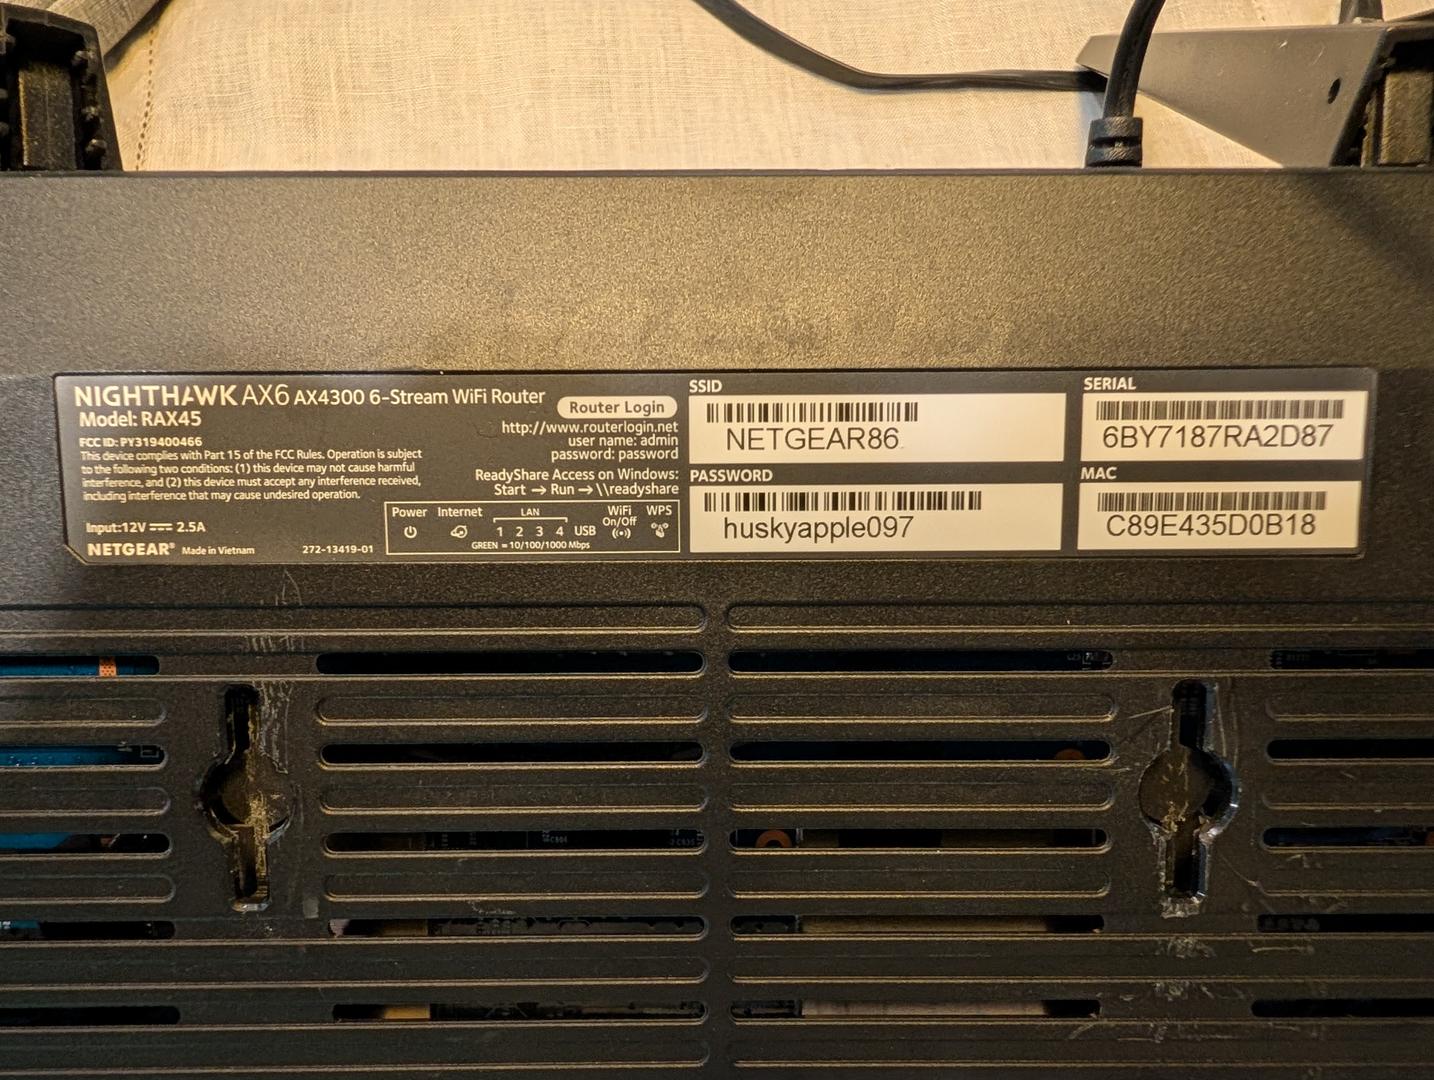 NIGHTHAWK AX6 AX4300 6-Stream WiFi Router
Model: RAX45
FCC ID: PY319400466
This device complies with Part 15 of the FCC Rules. Operation is subject
to the following two conditions: (1) this device may not cause harmful
interference, and (2) this device must accept any interference received,
including interference that may cause undesired operation.
Input:12V ⎓ 2.5A
NETGEAR® Made in Vietnam
272-13419-01
Router Login
http://www.routerlogin.net
user name: admin
password: password
ReadyShare Access on Windows:
Start → Run → \\readyshare
Power Internet LAN WiFi On/Off WPS
1 2 3 4 USB
GREEN = 10/100/1000 Mbps
SSID
NETGEAR86
PASSWORD
huskyapple097
SERIAL
6BY7187RA2D87
MAC
C89E435D0B18